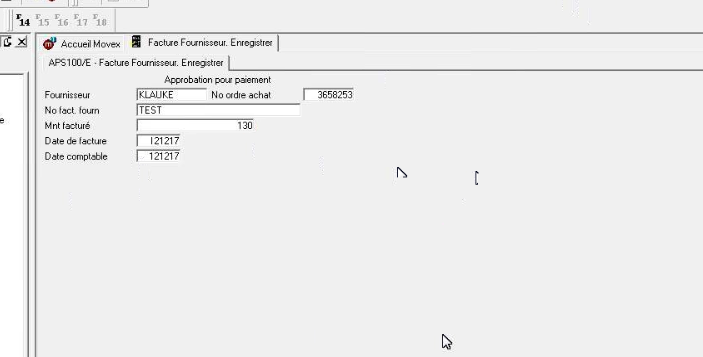 F14 F15 F16 F17 F18
Accueil Movex Facture Fournisseur. Enregistrer
APS100/E - Facture Fournisseur. Enregistrer
Approbation pour paiement
Fournisseur KLAUKE No ordre achat 3658253
No fact. fourn TEST
e
Mnt facturé 130
Date de facture 121217
Date comptable 121217